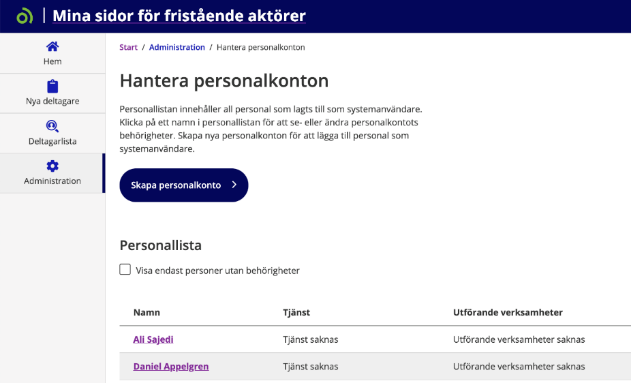 Mina sidor för fristående aktörer
Hem
Nya deltagare
Deltagarlista
Administration
Start / Administration / Hantera personalkonton
Hantera personalkonton
Personallistan innehåller all personal som lagts till som systemanvändare.
Klicka på ett namn i personallistan för att se- eller ändra personalkontots
behörigheter. Skapa nya personalkonton för att lägga till personal som
systemanvändare.
Skapa personalkonto
Personallista
Visa endast personer utan behörigheter
Namn Tjänst Utförande verksamheter
Ali Sajedi Tjänst saknas Utförande verksamheter saknas
Daniel Appelgren Tjänst saknas Utförande verksamheter saknas